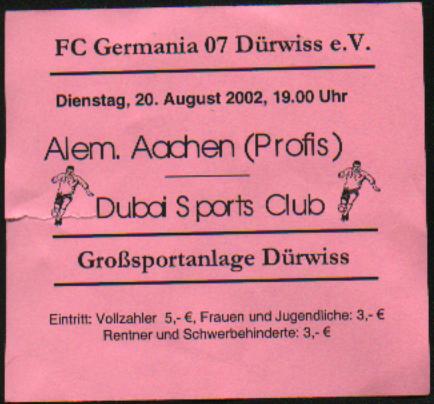 FC Germania 07 Dürwiss e.V.
Dienstag, 20. August 2002, 19.00 Uhr
Alem. Aachen (Profis)
Dubai Sports Club
Großsportanlage Dürwiss
Eintritt: Vollzahler 5,- €, Frauen und Jugendliche: 3,- €
Rentner und Schwerbehinderte: 3,- €